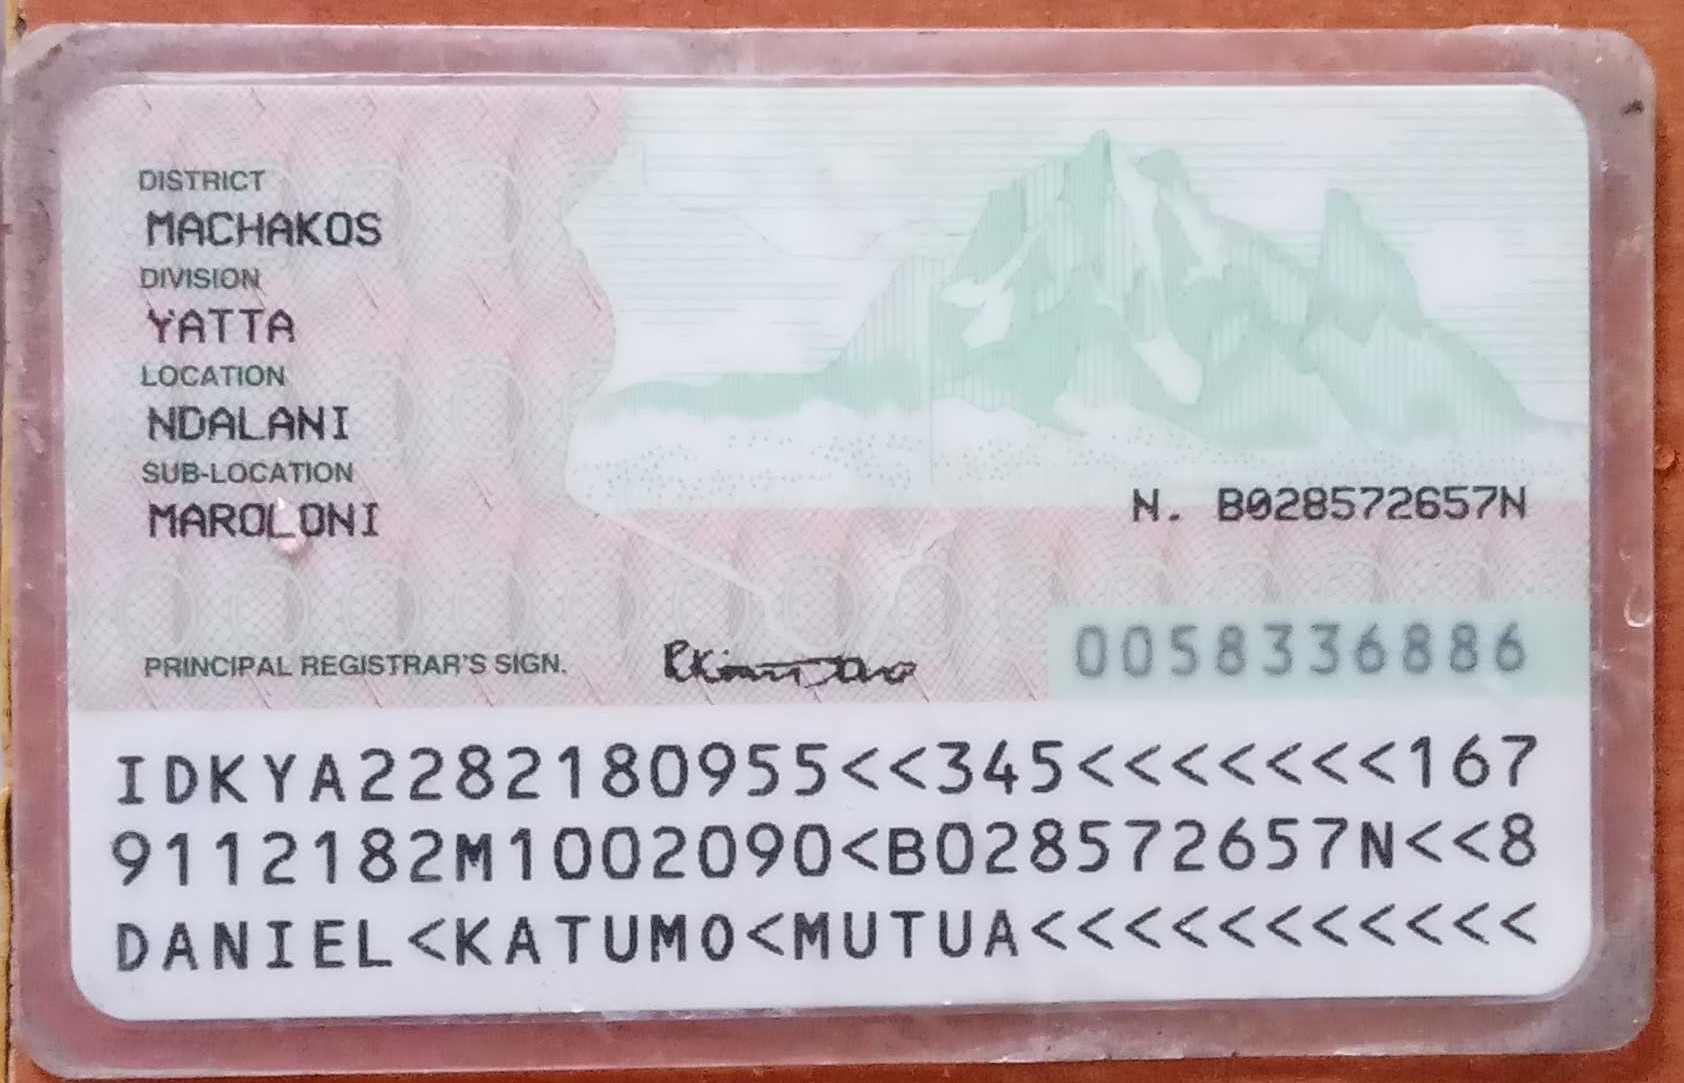 DISTRICT
MACHAKOS
DIVISION
YATTA
LOCATION
NDALANI
SUB-LOCATION
MAROLONI
N. B028572657N
PRINCIPAL REGISTRAR'S SIGN.
0058336886
IDKYA2282180955<<345<<<<<<<167
9112182M1002090<B028572657N<<8
DANIEL<KATUMO<MUTUA<<<<<<<<<<<